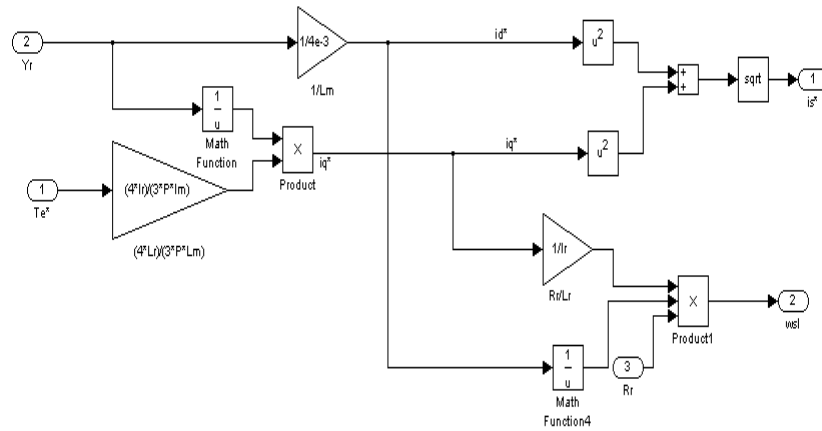 2
Yr
1/4e-3
1/Lm
id*
u²
+
+
sqrt
1
is*
1
u
Math
Function
X
Product
iq*
iq*
u²
1
Te*
(4*lr)/(3*P*lm)
(4*Lr)/(3*P*Lm)
1/lr
Rr/Lr
X
Product1
2
wsl
1
u
Math
Function4
3
Rr